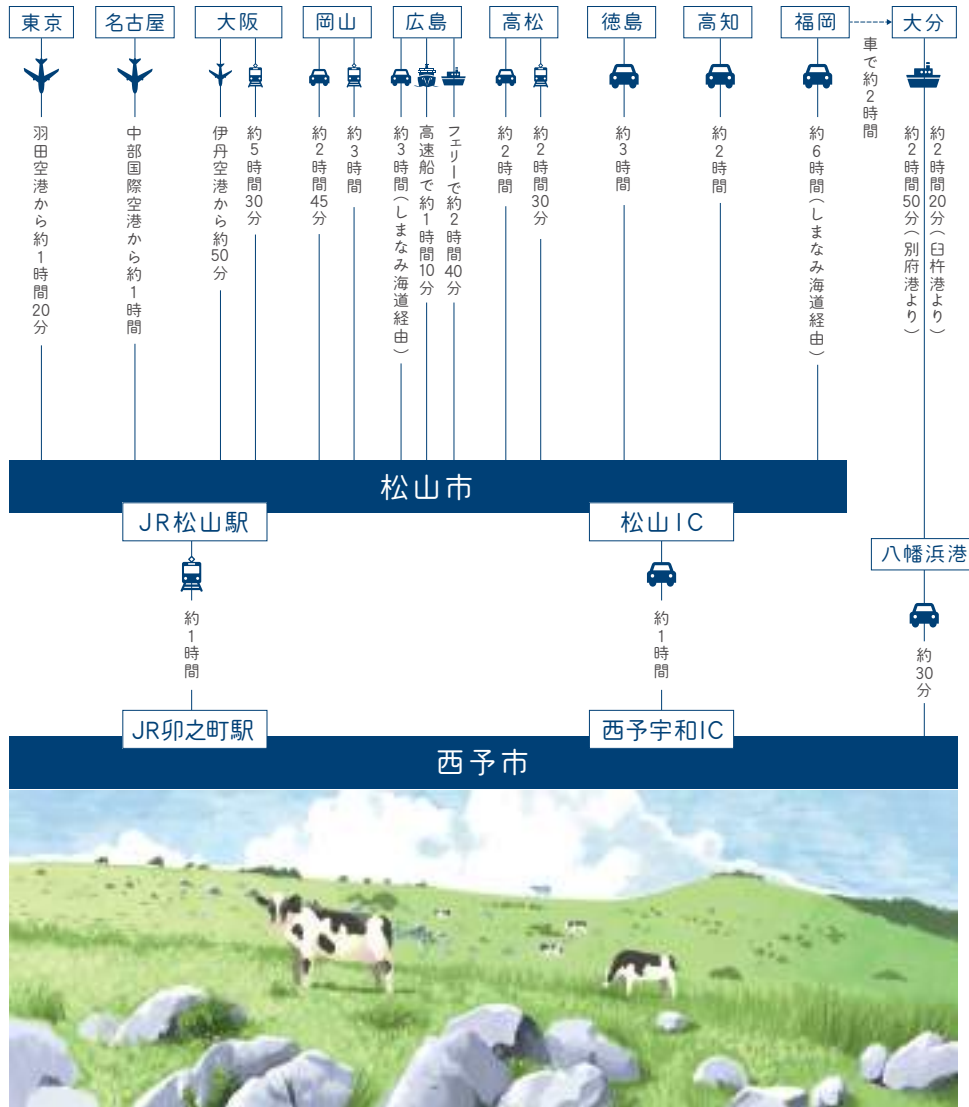 東京
名古屋
大阪
岡山
広島
高松
徳島
高知
福岡
大分
車で約2時間
羽田空港から約1時間20分
中部国際空港から約1時間
伊丹空港から約50分
約5時間30分
約2時間45分
約3時間
約3時間(しまなみ海道経由)
高速船で約1時間10分
フェリーで約2時間40分
約2時間
約2時間30分
約3時間
約2時間
約6時間(しまなみ海道経由)
約2時間20分(臼杵港より)
約2時間50分(別府港より)
松山市
JR松山駅
松山IC
八幡浜港
約1時間
約1時間
約30分
JR卯之町駅
西予宇和IC
西予市